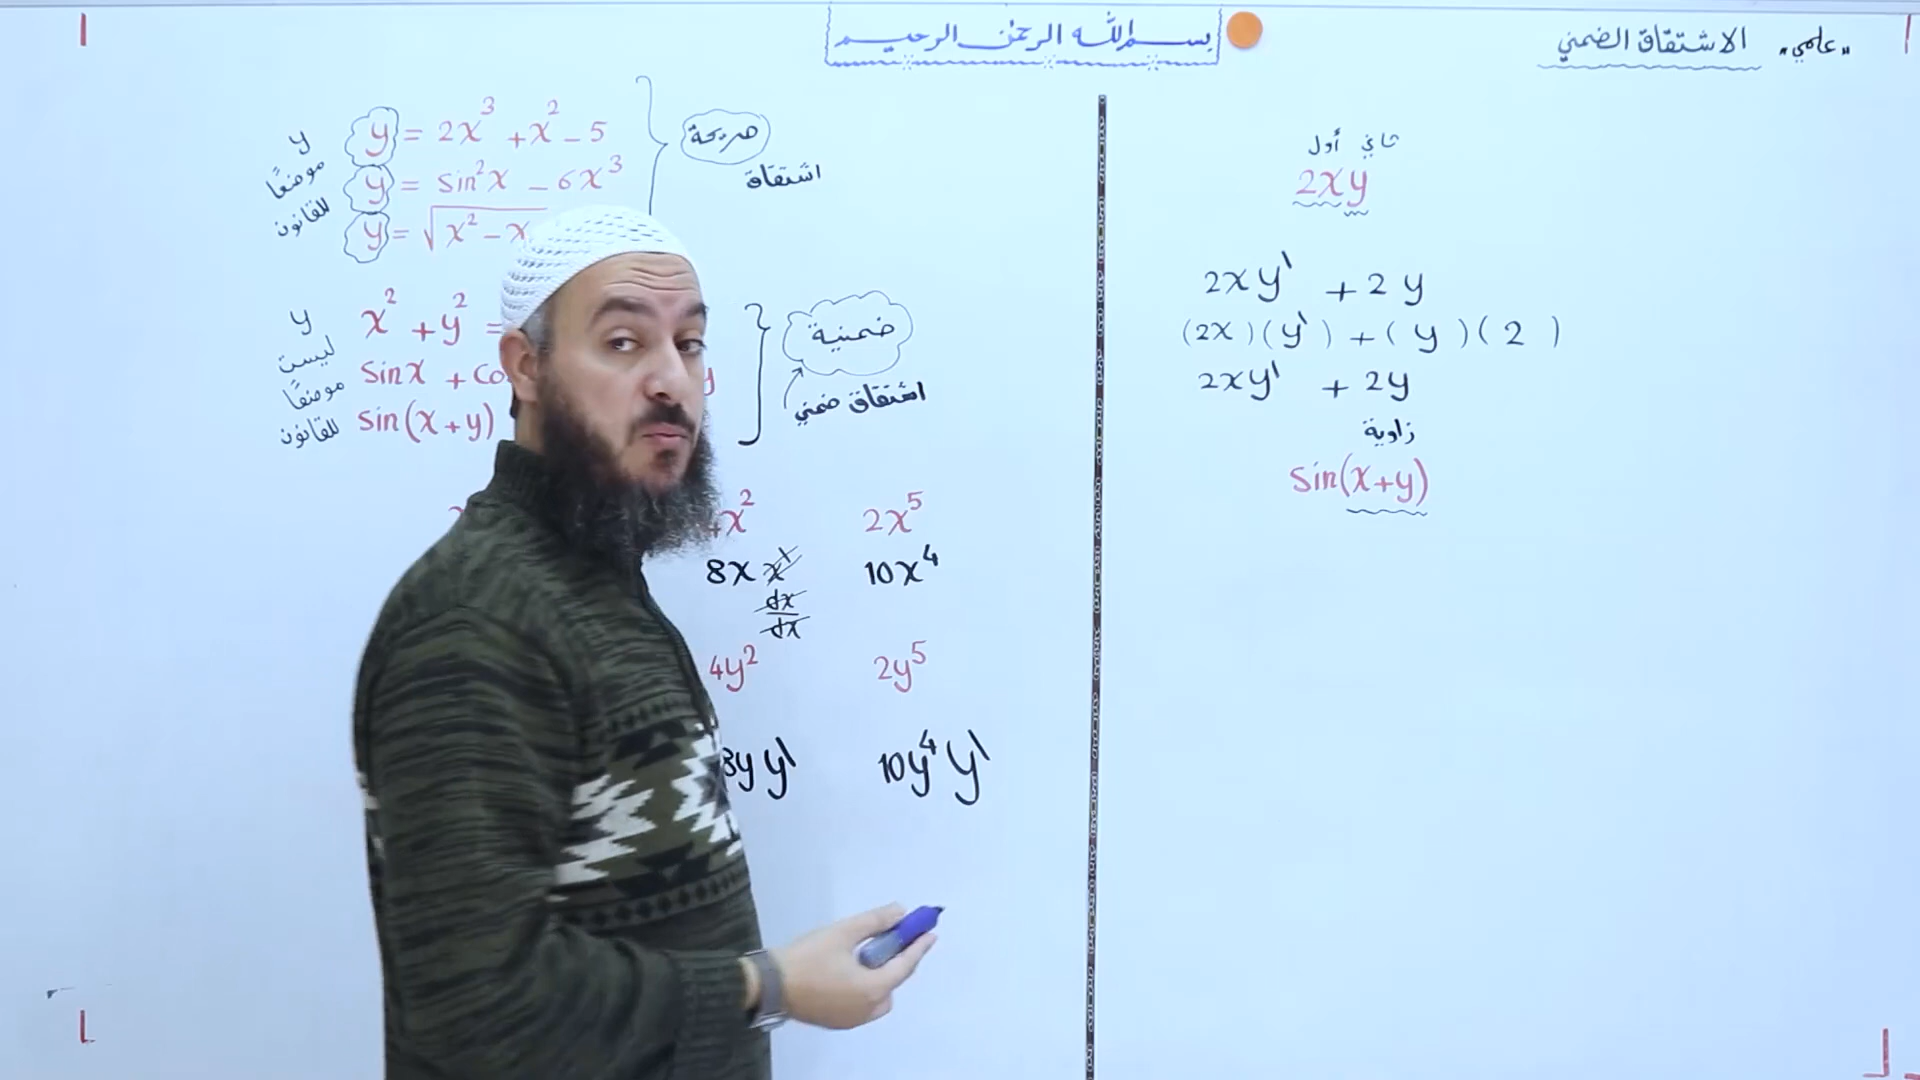 بسم الله الرحمن الرحيم
الاشتقاق الضمني "علمي"
y موضعًا للقانون
y = 2x³ + x² - 5
y = sin²x - 6x³
y = √x² - x
صريحة
اشتقاق
y ليست موضعًا للقانون
x² + y² =
sin x + co
y
sin(x+y)
ضمنية
اشتقاق ضمني
x² 2x⁵
8x x' 10x⁴
dx/dx
4y² 2y⁵
8y y' 10y⁴ y'
ثاني أول
2xy
2xy' + 2y
(2x)(y') + (y)(2)
2xy' + 2y
زاوية
sin(x+y)